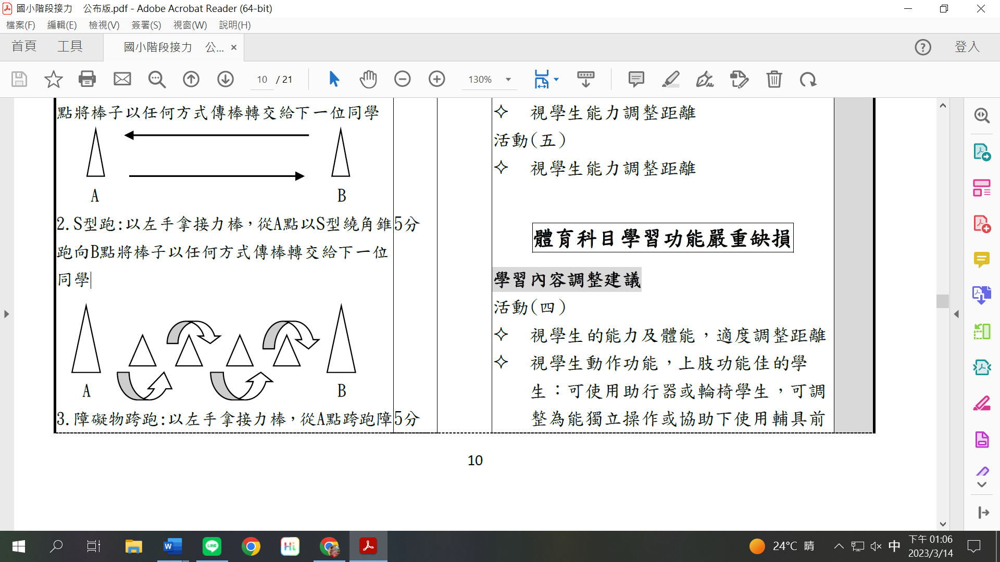 國小階段接力　公布版.pdf - Adobe Acrobat Reader (64-bit)
檔案(F) 編輯(E) 檢視(V) 簽署(S) 視窗(W) 說明(H)
首頁 工具 國小階段接力　公... × 登入
10 / 21 130%
點將棒子以任何方式傳棒轉交給下一位同學
A B
2.S型跑:以左手拿接力棒，從A點以S型繞角錐 5分
跑向B點將棒子以任何方式傳棒轉交給下一位
同學
A B
3.障礙物跨跑:以左手拿接力棒，從A點跨跑障 5分
✧ 視學生能力調整距離
活動(五)
✧ 視學生能力調整距離
體育科目學習功能嚴重缺損
學習內容調整建議
活動(四)
✧ 視學生的能力及體能，適度調整距離
✧ 視學生動作功能，上肢功能佳的學
生：可使用助行器或輪椅學生，可調
整為能獨立操作或協助下使用輔具前
10
W LINE Hi 24°C 晴 中 下午 01:06
2023/3/14